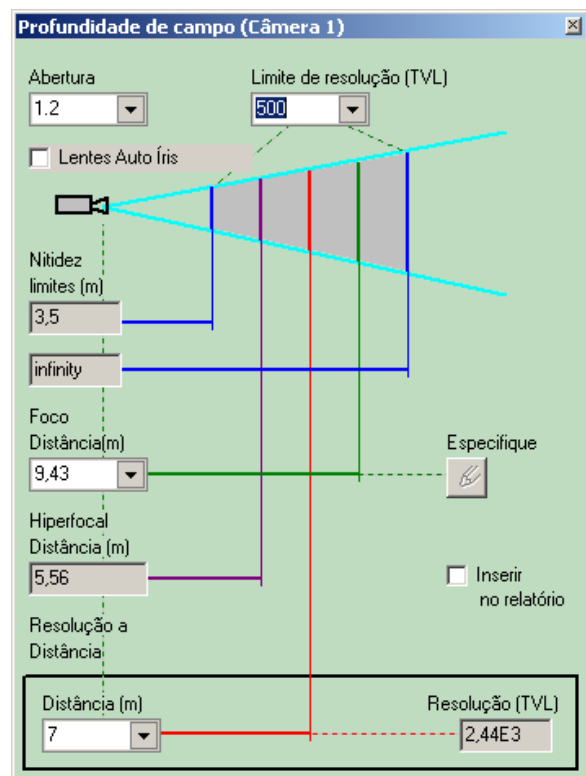 Profundidade de campo (Câmera 1)
Abertura
Limite de resolução (TVL)
1.2
500
Lentes Auto Íris
Nitidez
limites (m)
3,5
infinity
Foco
Distância(m)
Especifique
9,43
Hiperfocal
Distância (m)
5,56
Inserir
no relatório
Resolução a
Distância
Distância (m)
Resolução (TVL)
7
2,44E3